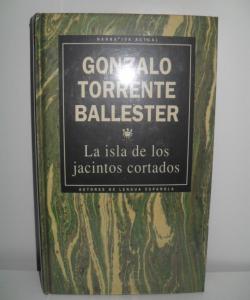 NARRATIVA ACTUAL
GONZALO
TORRENTE
BALLESTER
La isla de los
jacintos cortados
AUTORES DE LENGUA ESPAÑOLA